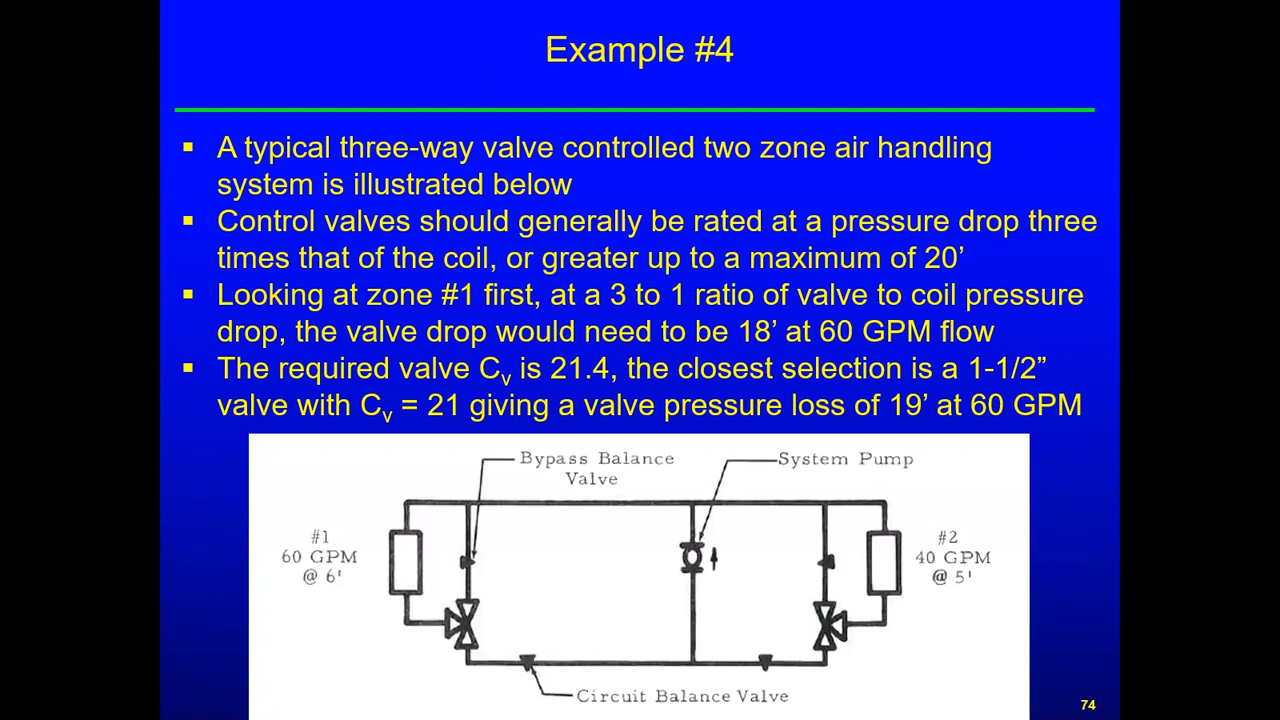 Example #4
▪ A typical three-way valve controlled two zone air handling
system is illustrated below
▪ Control valves should generally be rated at a pressure drop three
times that of the coil, or greater up to a maximum of 20’
▪ Looking at zone #1 first, at a 3 to 1 ratio of valve to coil pressure
drop, the valve drop would need to be 18’ at 60 GPM flow
▪ The required valve Cv is 21.4, the closest selection is a 1-1/2”
valve with Cv = 21 giving a valve pressure loss of 19’ at 60 GPM
Bypass Balance
Valve
System Pump
#1
60 GPM
@ 6'
#2
40 GPM
@ 5'
Circuit Balance Valve
74